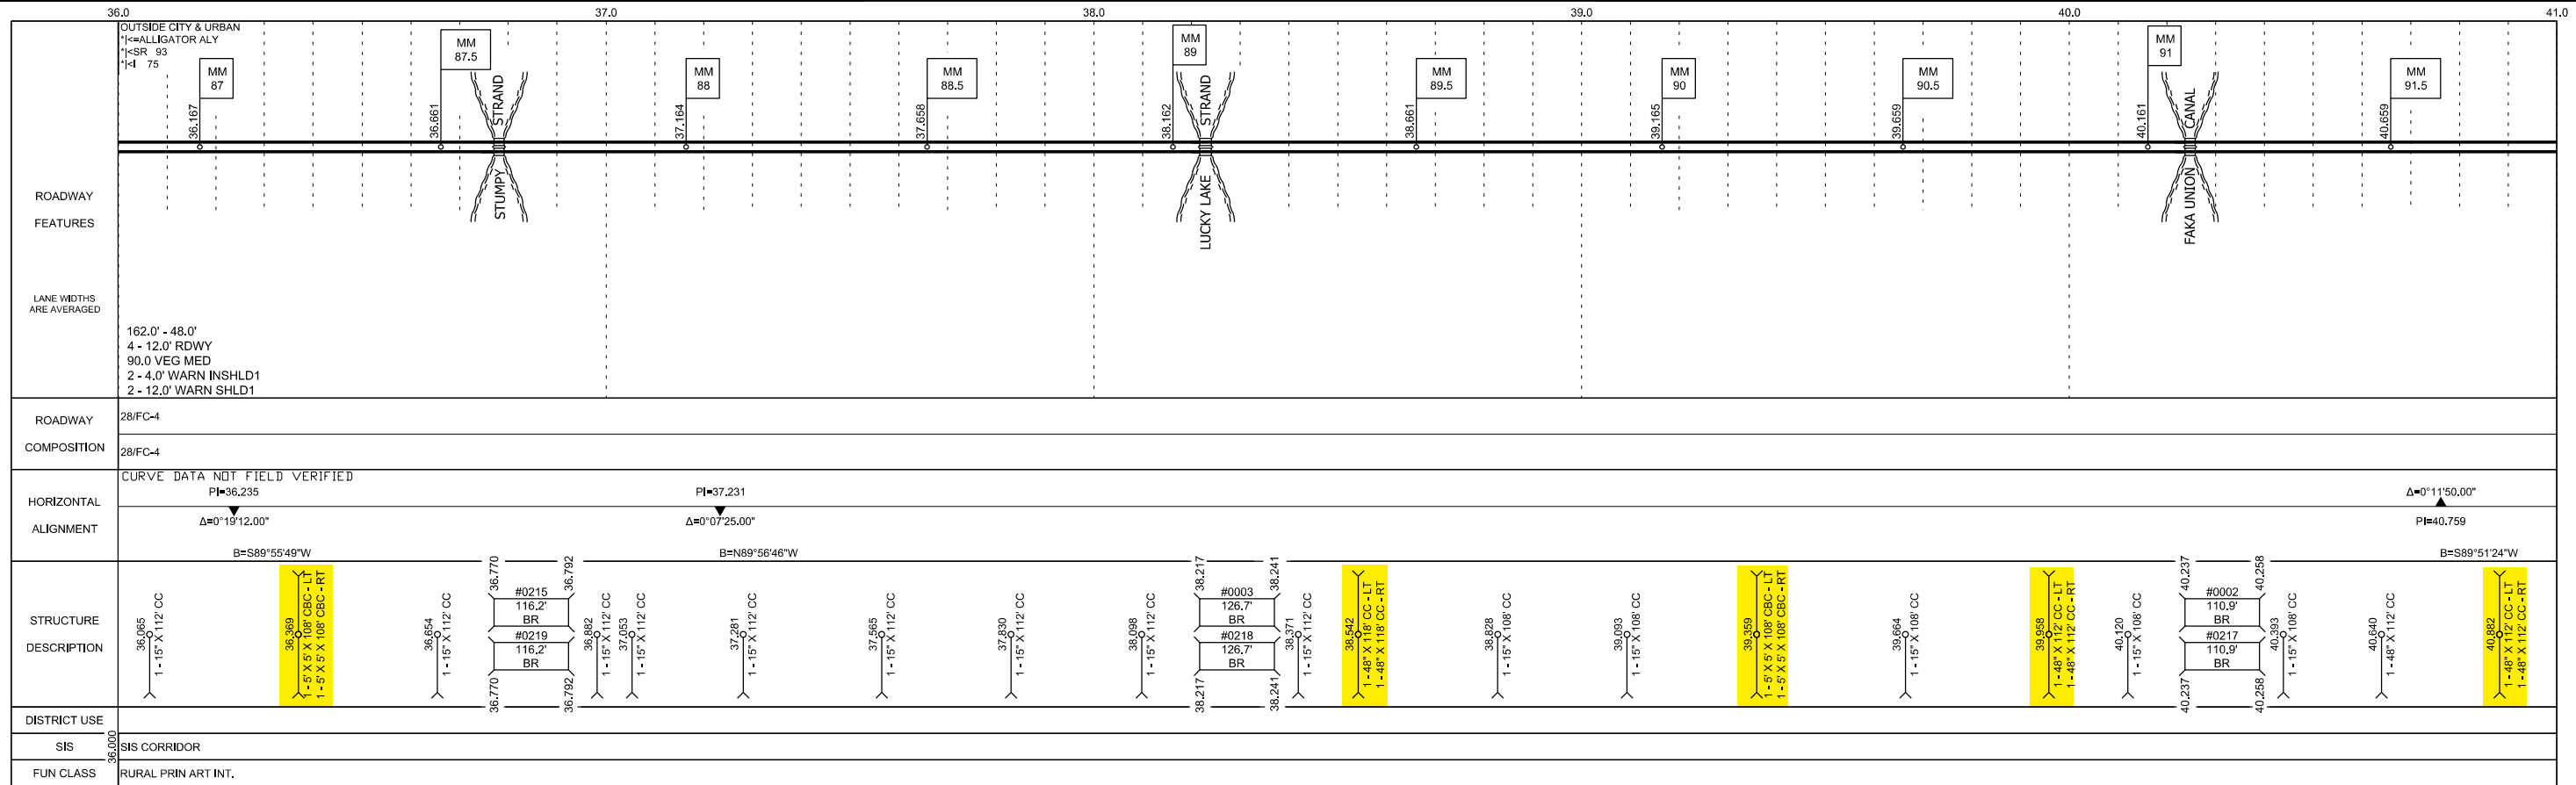 36.0
37.0
38.0
39.0
40.0
41.0
OUTSIDE CITY & URBAN
*|<=ALLIGATOR ALY
*|<SR 93
*|<I 75
MM
87
MM
87.5
MM
88
MM
88.5
MM
89
MM
89.5
MM
90
MM
90.5
MM
91
MM
91.5
36.167
36.661
37.164
37.658
38.162
38.661
39.165
39.659
40.161
40.659
STUMPY STRAND
LUCKY LAKE STRAND
FAKA UNION CANAL
ROADWAY
FEATURES
LANE WIDTHS
ARE AVERAGED
162.0' - 48.0'
4 - 12.0' RDWY
90.0 VEG MED
2 - 4.0' WARN INSHLD1
2 - 12.0' WARN SHLD1
ROADWAY
COMPOSITION
28/FC-4
28/FC-4
HORIZONTAL
ALIGNMENT
CURVE DATA NOT FIELD VERIFIED
PI=36.235
Δ=0°19'12.00"
B=S89°55'49"W
PI=37.231
Δ=0°07'25.00"
B=N89°56'46"W
Δ=0°11'50.00"
PI=40.759
B=S89°51'24"W
STRUCTURE
DESCRIPTION
36.065
1 - 15" X 112' CC
36.369
1 - 5' X 5' X 108' CBC - LT
1 - 5' X 5' X 108' CBC - RT
36.654
1 - 15" X 112' CC
36.770
36.792
#0215
116.2'
BR
#0219
116.2'
BR
36.770
36.792
36.882
1 - 15" X 112' CC
37.053
1 - 15" X 112' CC
37.281
1 - 15" X 112' CC
37.565
1 - 15" X 112' CC
37.830
1 - 15" X 112' CC
38.098
1 - 15" X 112' CC
38.217
38.241
#0003
126.7'
BR
#0218
126.7'
BR
38.217
38.241
38.371
1 - 15" X 112' CC
38.542
1 - 48" X 118' CC - LT
1 - 48" X 118' CC - RT
38.828
1 - 15" X 108' CC
39.093
1 - 15" X 108' CC
39.359
1 - 5' X 5' X 108' CBC - LT
1 - 5' X 5' X 108' CBC - RT
39.664
1 - 15" X 108' CC
39.958
1 - 48" X 112' CC - LT
1 - 48" X 112' CC - RT
40.120
1 - 15" X 108' CC
40.237
40.258
#0002
110.9'
BR
#0217
110.9'
BR
40.237
40.258
40.393
1 - 15" X 108' CC
40.640
1 - 48" X 112' CC
40.882
1 - 48" X 112' CC - LT
1 - 48" X 112' CC - RT
DISTRICT USE
SIS
36.000
SIS CORRIDOR
FUN CLASS
RURAL PRIN ART INT.